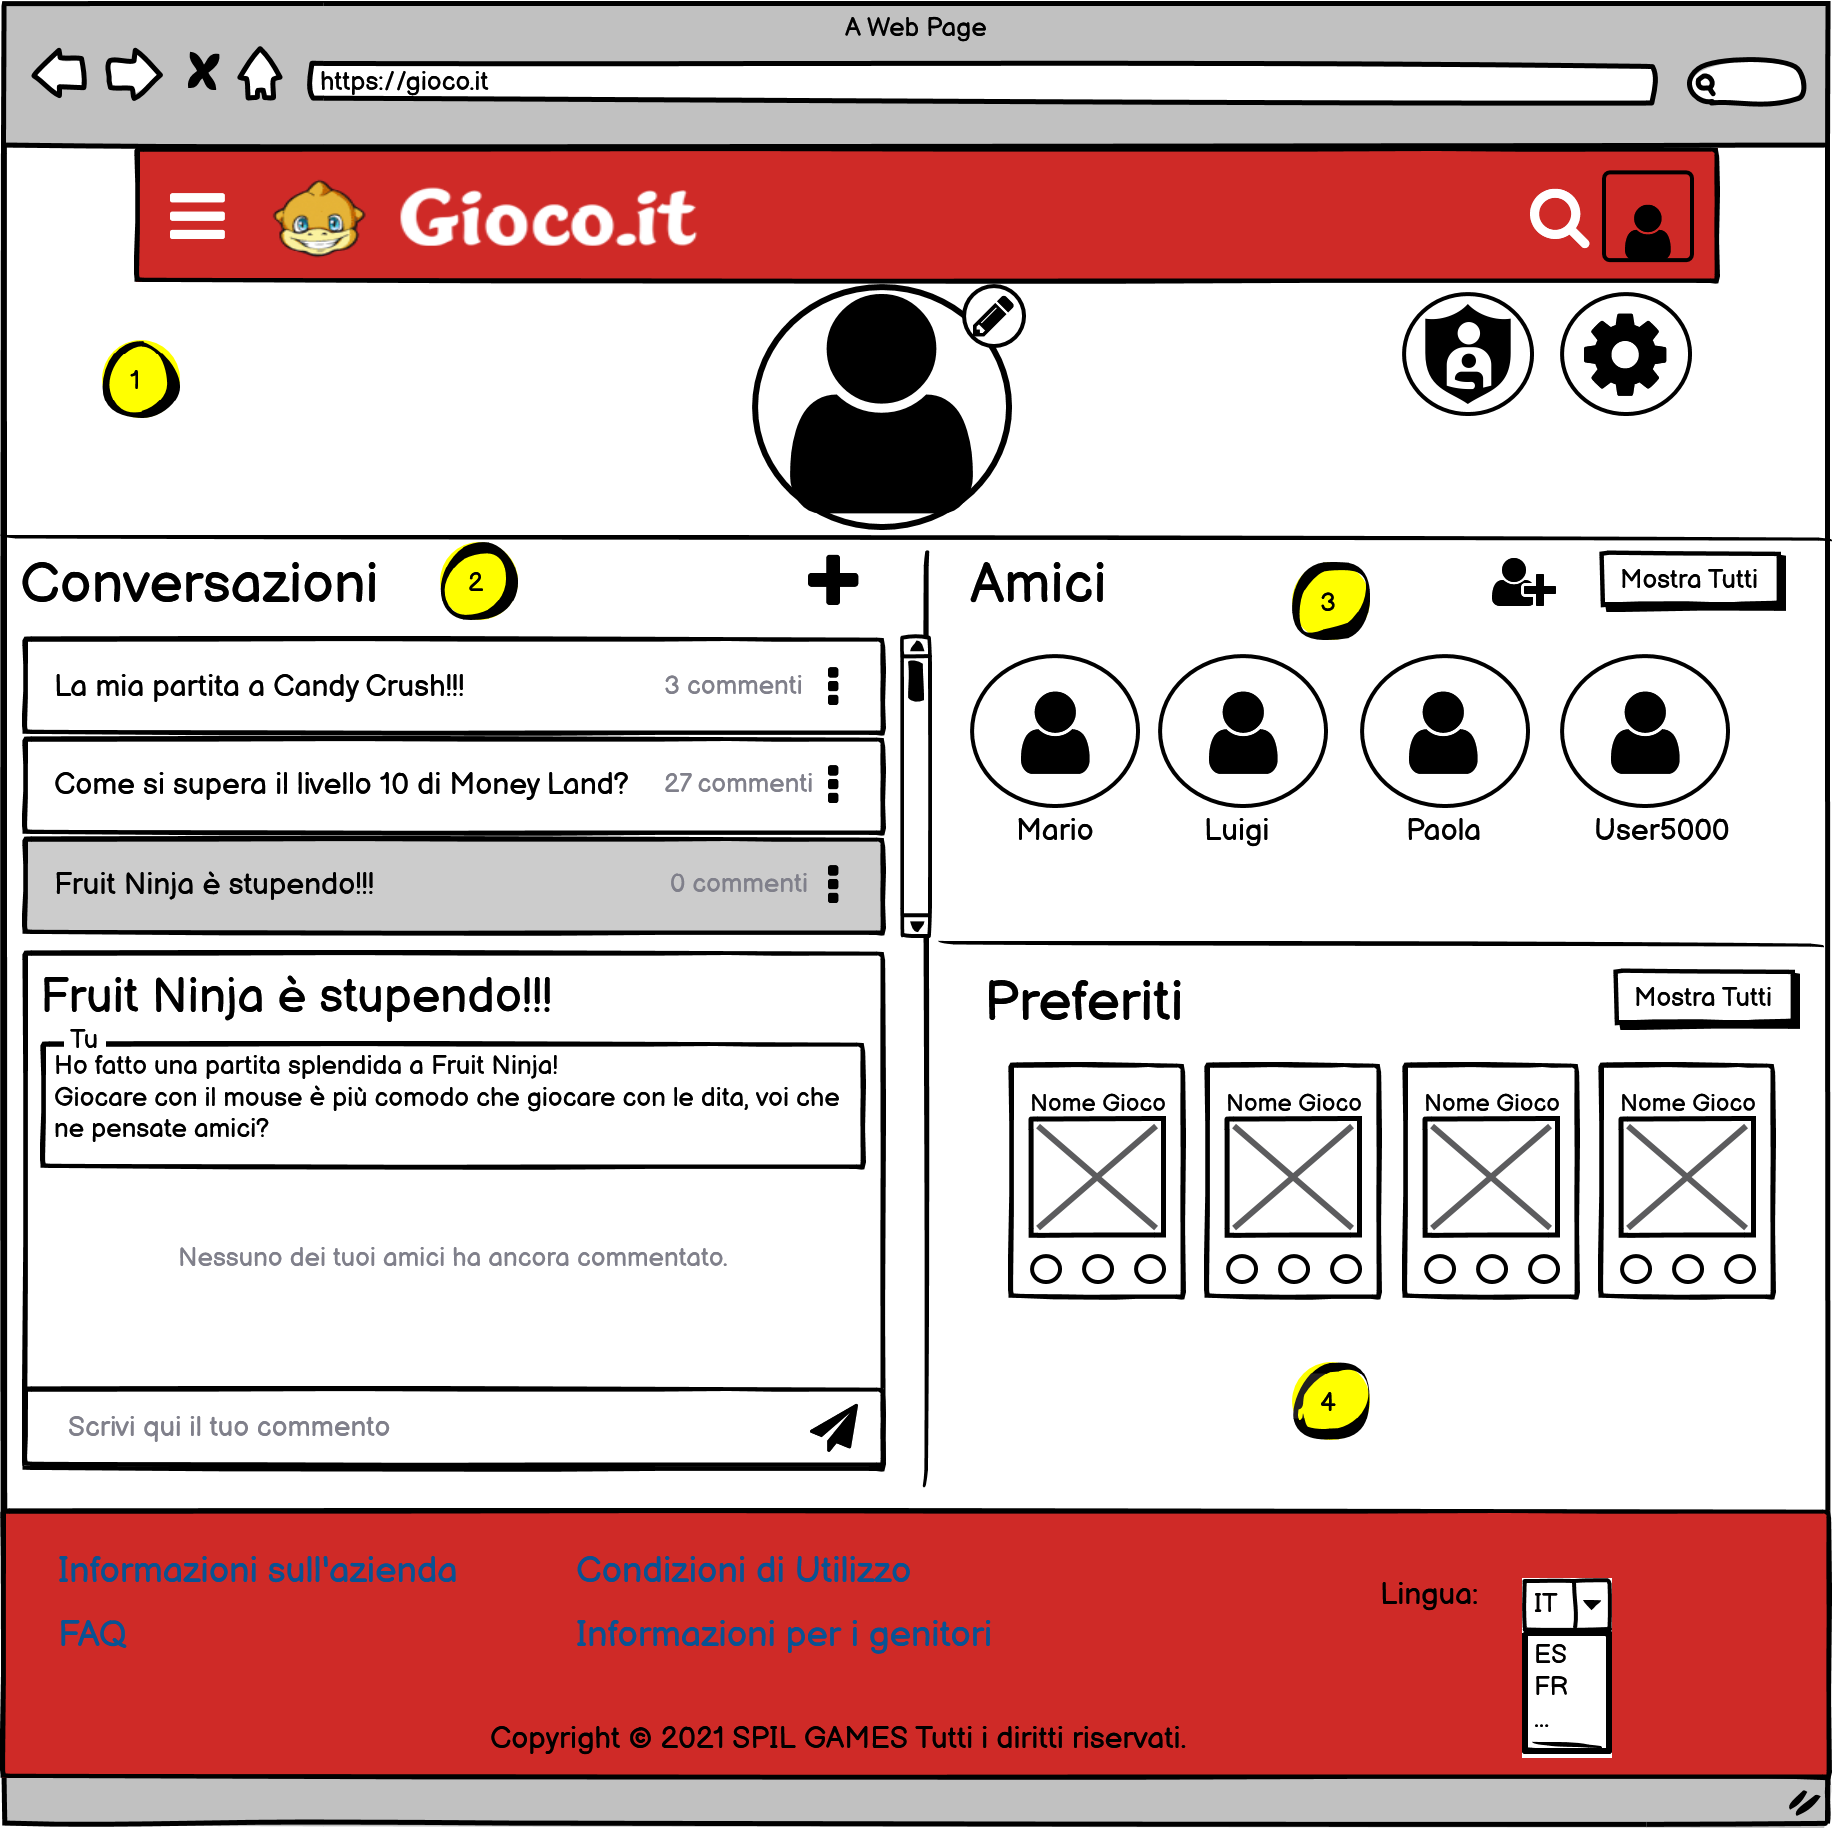 A Web Page
https://gioco.it
Gioco.it
1
Conversazioni
2
La mia partita a Candy Crush!!!
3 commenti
Come si supera il livello 10 di Money Land?
27 commenti
Fruit Ninja è stupendo!!!
0 commenti
Fruit Ninja è stupendo!!!
Tu
Ho fatto una partita splendida a Fruit Ninja!
Giocare con il mouse è più comodo che giocare con le dita, voi che
ne pensate amici?
Nessuno dei tuoi amici ha ancora commentato.
Scrivi qui il tuo commento
Amici
3
Mostra Tutti
Mario
Luigi
Paola
User5000
Preferiti
Mostra Tutti
Nome Gioco
Nome Gioco
Nome Gioco
Nome Gioco
4
Informazioni sull'azienda
Condizioni di Utilizzo
FAQ
Informazioni per i genitori
Lingua:
IT
ES
FR
...
Copyright © 2021 SPIL GAMES Tutti i diritti riservati.